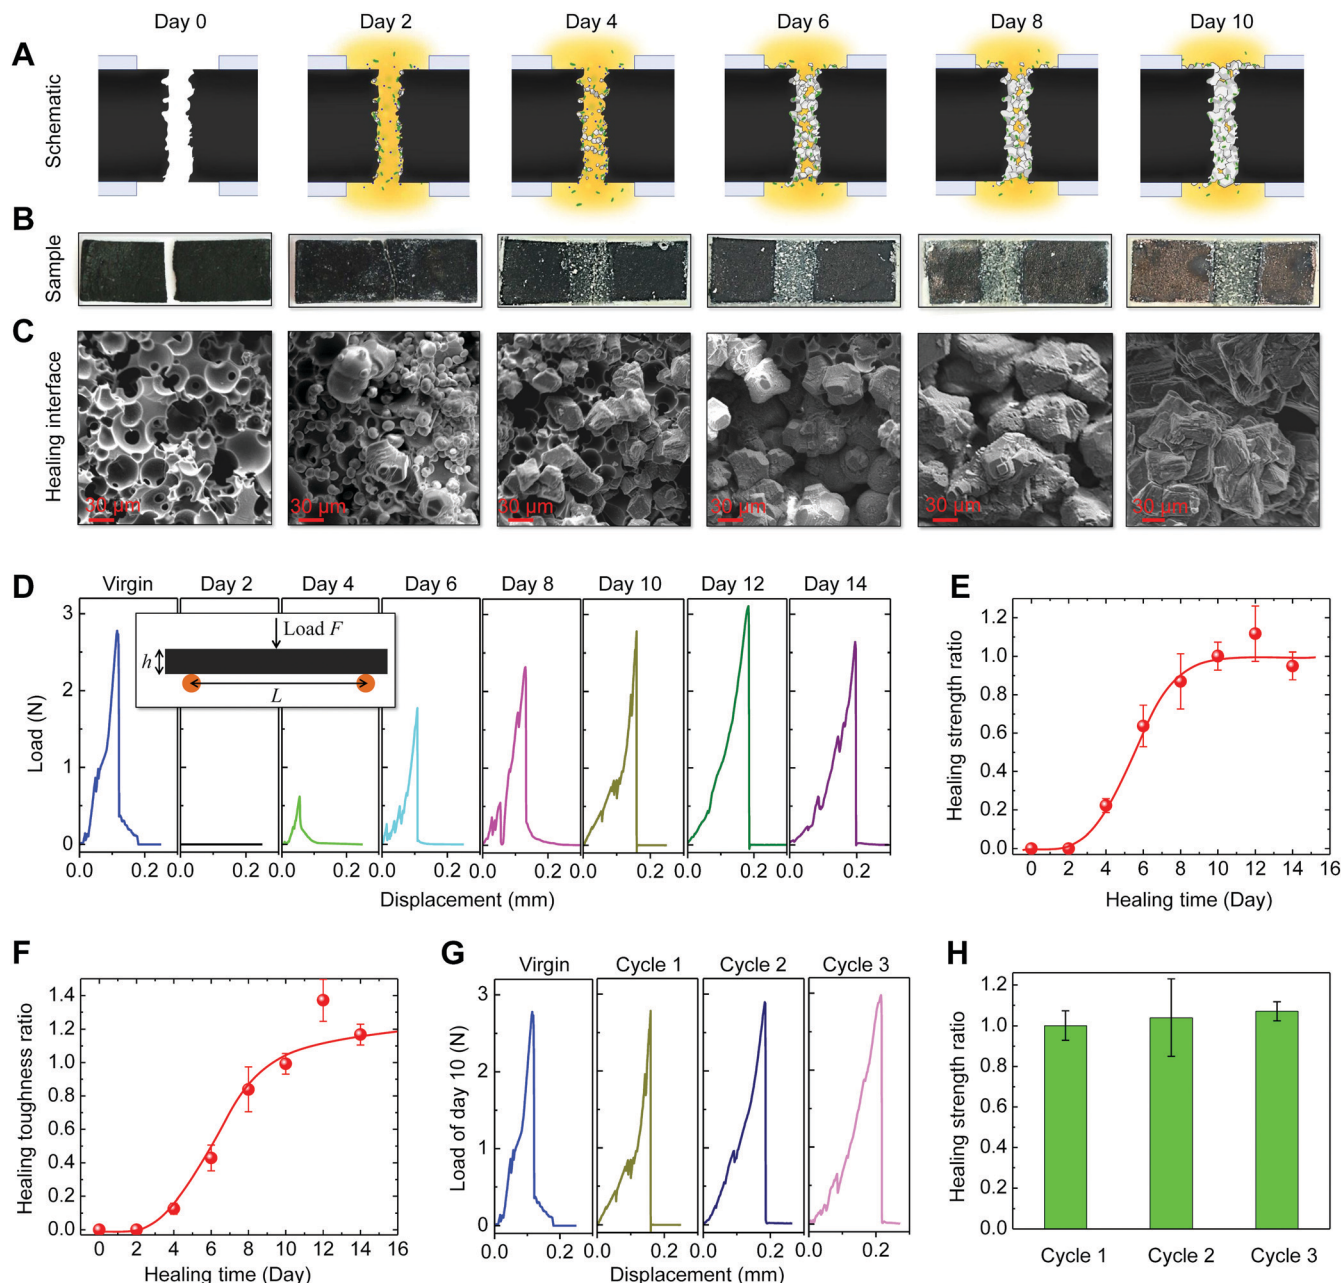 Day 0 Day 2 Day 4 Day 6 Day 8 Day 10
A
Schematic
B
Sample
C
Healing interface
30 µm 30 µm 30 µm 30 µm 30 µm 30 µm
D
Virgin Day 2 Day 4 Day 6 Day 8 Day 10 Day 12 Day 14
Load (N)
3
2
1
0
Load F
h
L
0.0 0.2 0.0 0.2 0.0 0.2 0.0 0.2 0.0 0.2 0.0 0.2 0.0 0.2 0.0 0.2
Displacement (mm)
E
Healing strength ratio
1.2
1.0
0.8
0.6
0.4
0.2
0.0
0 2 4 6 8 10 12 14 16
Healing time (Day)
F
Healing toughness ratio
1.4
1.2
1.0
0.8
0.6
0.4
0.2
0.0
0 2 4 6 8 10 12 14 16
Healing time (Day)
G
Virgin Cycle 1 Cycle 2 Cycle 3
Load of day 10 (N)
3
2
1
0
0.0 0.2 0.0 0.2 0.0 0.2 0.0 0.2
Displacement (mm)
H
Healing strength ratio
1.2
1.0
0.8
0.6
0.4
0.2
0.0
Cycle 1 Cycle 2 Cycle 3